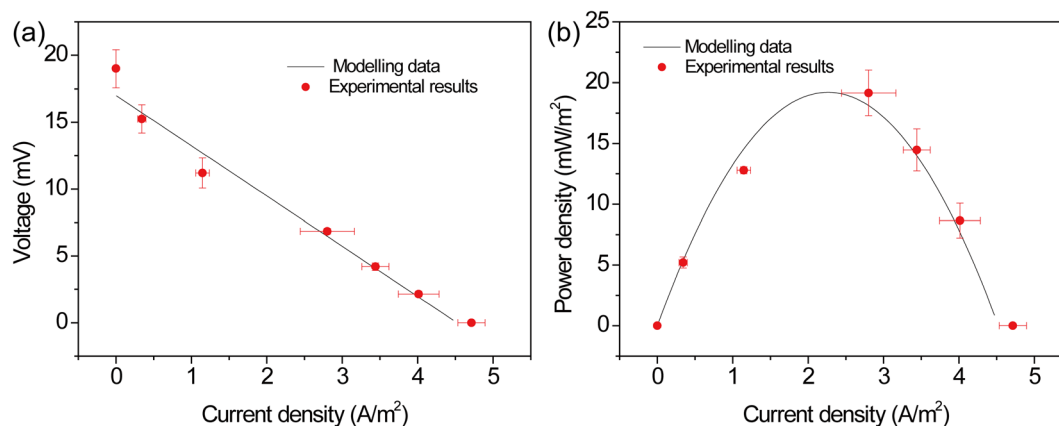 (a)
Voltage (mV)
20
15
10
5
0
Modelling data
Experimental results
0 1 2 3 4 5
Current density (A/m²)
(b)
Power density (mW/m²)
25
20
15
10
5
0
Modelling data
Experimental results
0 1 2 3 4 5
Current density (A/m²)